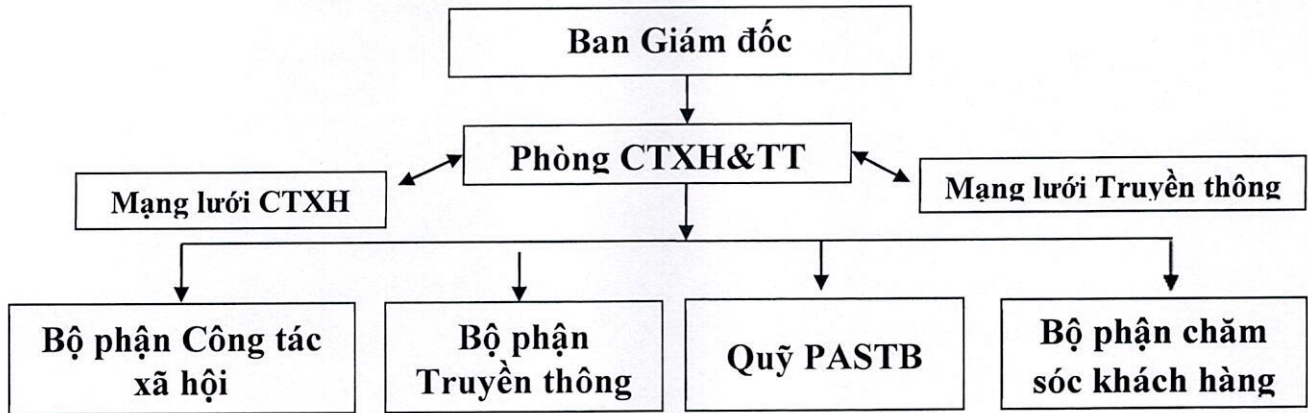 Ban Giám đốc
Phòng CTXH&TT
Mạng lưới CTXH
Mạng lưới Truyền thông
Bộ phận Công tác
xã hội
Bộ phận
Truyền thông
Quỹ PASTB
Bộ phận chăm
sóc khách hàng